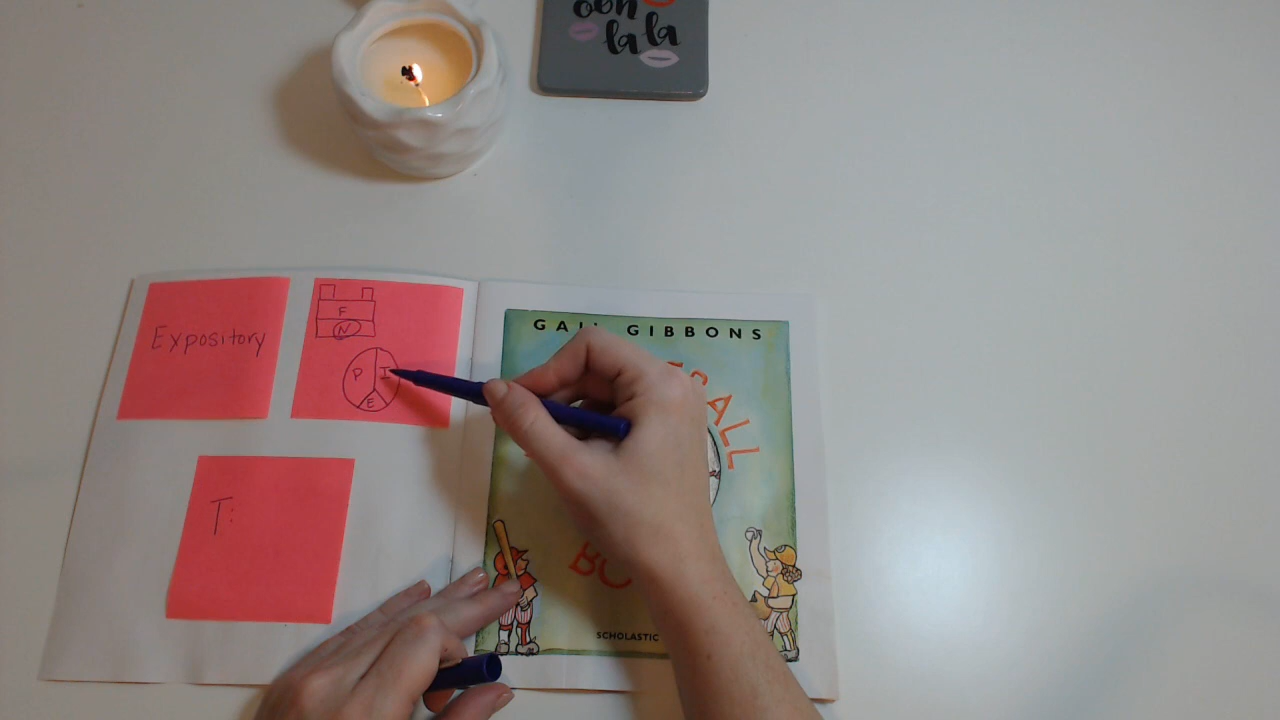 ooh
la la
Expository
F
N
P I
E
T:
GAIL GIBBONS
SCHOLASTIC